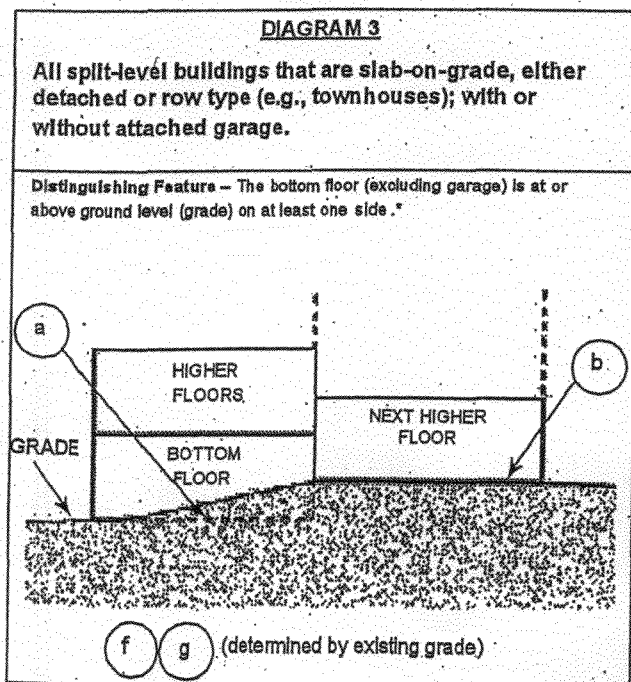 DIAGRAM 3
All split-level buildings that are slab-on-grade, either
detached or row type (e.g., townhouses); with or
without attached garage.
Distinguishing Feature – The bottom floor (excluding garage) is at or
above ground level (grade) on at least one side.*
a
b
HIGHER
FLOORS
NEXT HIGHER
FLOOR
GRADE
BOTTOM
FLOOR
f g (determined by existing grade)